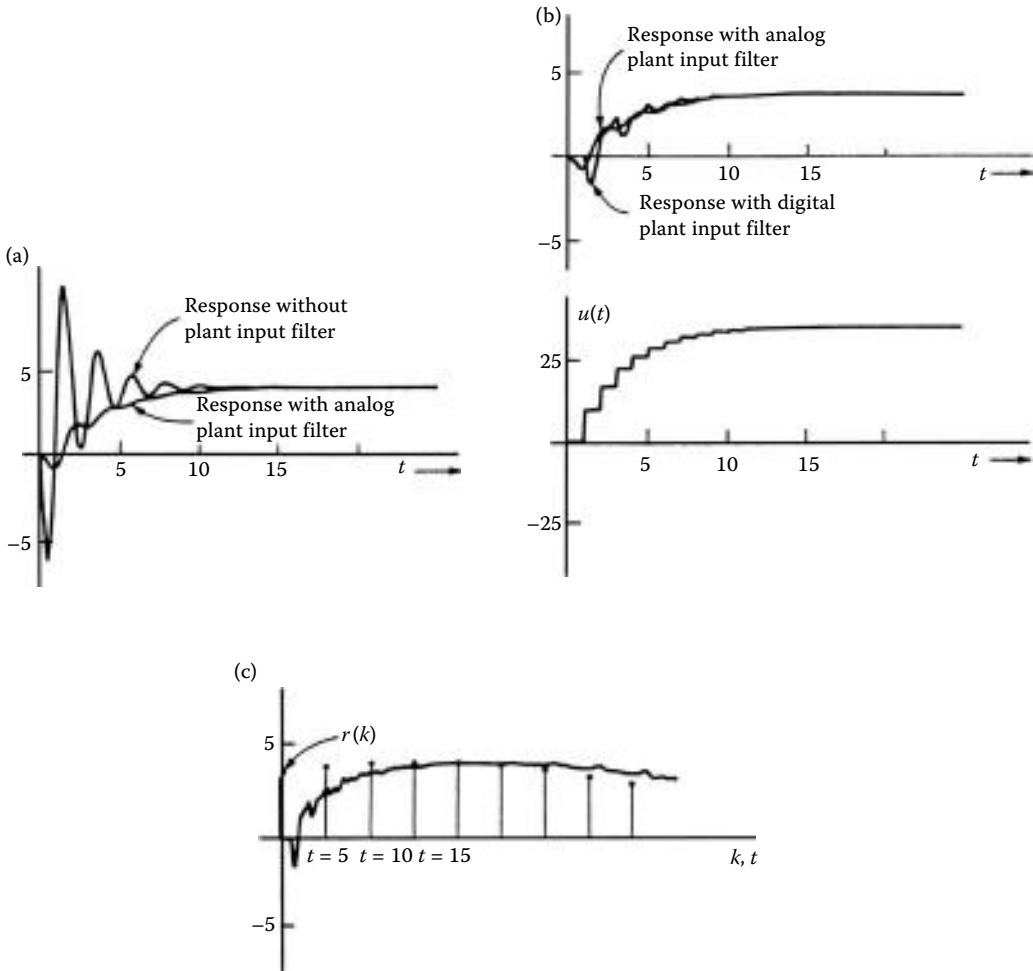 (a)
5
−5
Response without
plant input filter
Response with analog
plant input filter
5
10
15
t
(b)
Response with analog
plant input filter
5
5
10
15
t
Response with digital
plant input filter
−5
u(t)
25
5
10
15
t
−25
(c)
r(k)
5
t = 5
t = 10
t = 15
k, t
−5